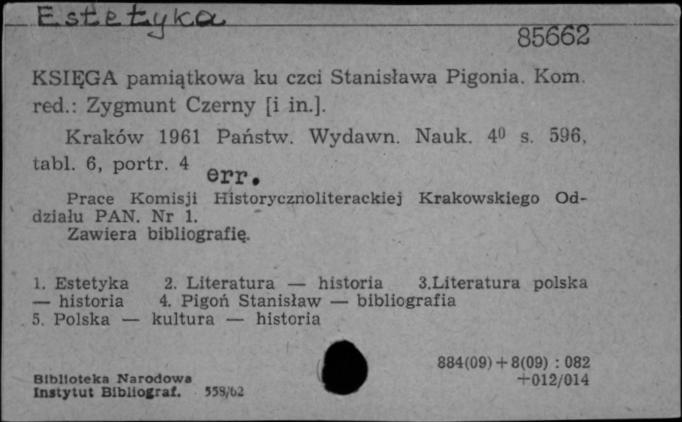 Estetyka
85662
KSIĘGA pamiątkowa ku czci Stanisława Pigonia. Kom.
red.: Zygmunt Czerny [i in.].
Kraków 1961 Państw. Wydawn. Nauk. 4⁰ s. 596,
tabl. 6, portr. 4 err.
Prace Komisji Historycznoliterackiej Krakowskiego Od-
działu PAN. Nr 1.
Zawiera bibliografię.
1. Estetyka 2. Literatura — historia 3.Literatura polska
— historia 4. Pigoń Stanisław — bibliografia
5. Polska — kultura — historia
884(09) + 8(09) : 082
+012/014
Biblioteka Narodowa
Instytut Bibliograf. 558/62